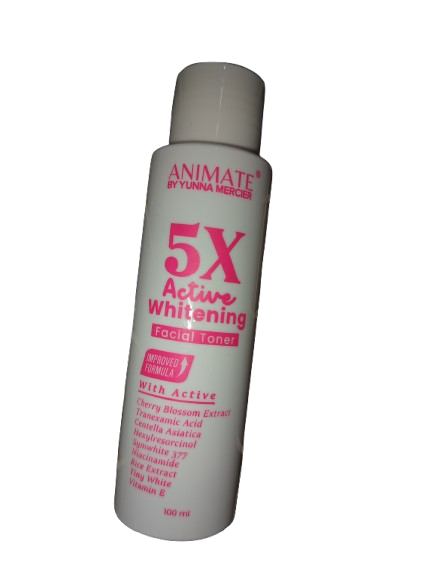 ANIMATE®
BY YUNNA MERCIER
5X
Active
Whitening
Facial Toner
IMPROVED
FORMULA
With Active
Cherry Blossom Extract
Tranexamic Acid
Centella Asiatica
Hexylresorcinol
Symwhite 377
Niacinamide
Rice Extract
Tiny White
Vitamin E
100 ml